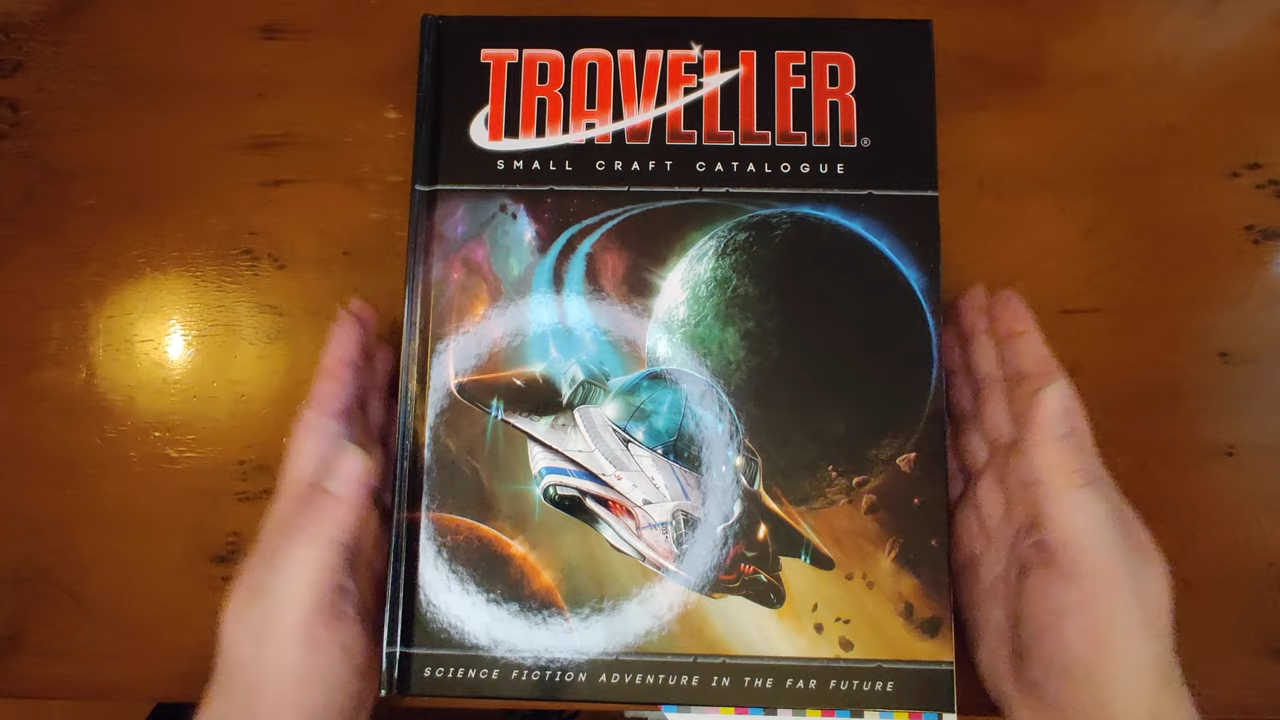 TRAVELLER®
SMALL CRAFT CATALOGUE
SCIENCE FICTION ADVENTURE IN THE FAR FUTURE